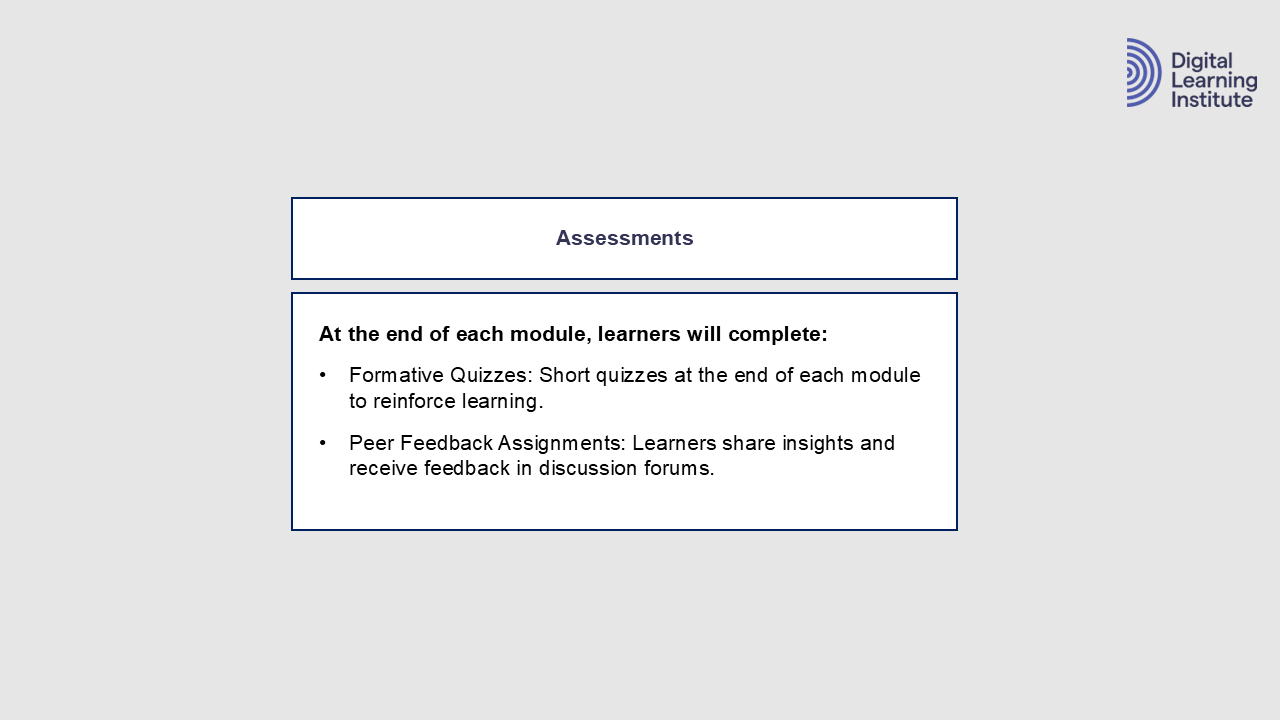 Digital
Learning
Institute
Assessments
At the end of each module, learners will complete:
• Formative Quizzes: Short quizzes at the end of each module
to reinforce learning.
• Peer Feedback Assignments: Learners share insights and
receive feedback in discussion forums.